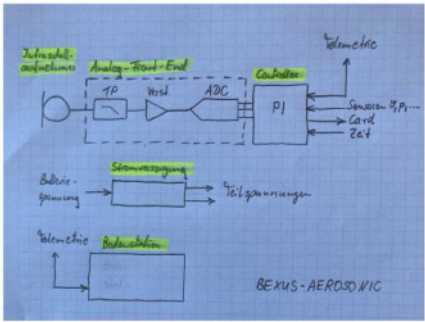 Infraschall-
aufnehmer
Analog-Front-End
TP
Verst.
ADC
Controller
PI
Telemetrie
Sensoren
Card
Zeit
Stromversorgung
Batterie-
spannung
Teilspannungen
Telemetrie
Bodenstation
BEXUS-AEROSONIC